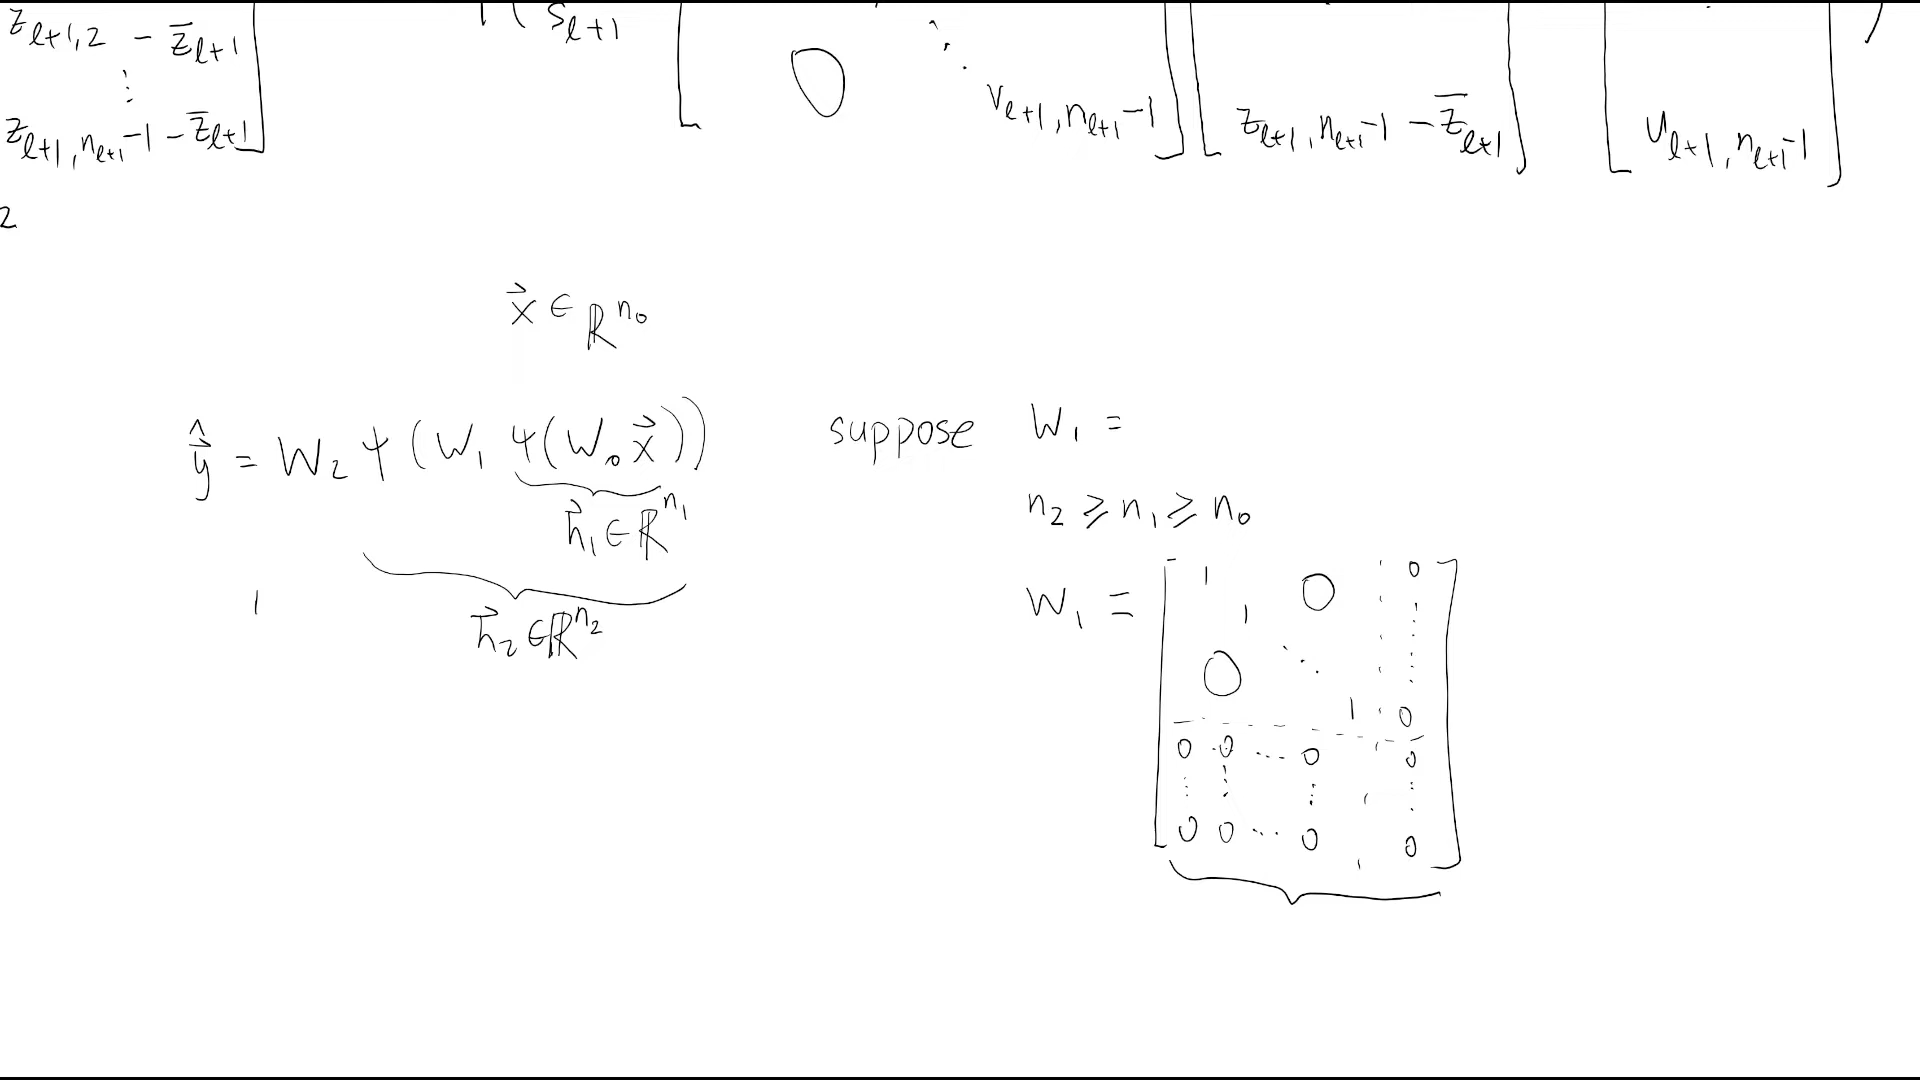 z_{ℓ+1,2} - z̄_{ℓ+1}
⋮
z_{ℓ+1,n_{ℓ+1}-1} - z̄_{ℓ+1}
s_{ℓ+1}
0 ⋱
v_{ℓ+1,n_{ℓ+1}-1}
z_{ℓ+1,n_{ℓ+1}-1} - z̄_{ℓ+1}
u_{ℓ+1,n_{ℓ+1}-1}
)
2
x⃗ ∈ ℝ^{n_0}
ŷ⃗ = W_2 ψ(W_1 ψ(W_0 x⃗))
h⃗_1 ∈ ℝ^{n_1}
h⃗_2 ∈ ℝ^{n_2}
suppose W_1 =
n_2 ⩾ n_1 ⩾ n_0
W_1 =
1 0 0
1 ⋮
0 ⋱ ⋮
1 0
0 0 ⋯ 0 0
⋮ ⋮ ⋮ ⋮
0 0 ⋯ 0 0